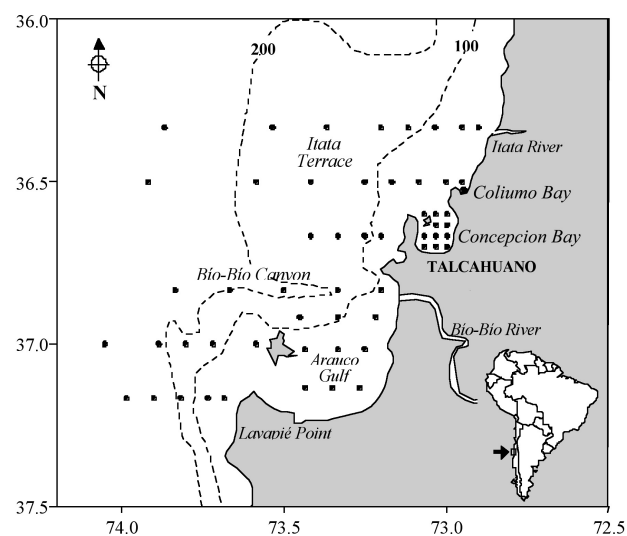 36.0
200
100
N
Itata
Terrace
Itata River
36.5
Coliumo Bay
Concepcion Bay
TALCAHUANO
Bío-Bío Canyon
Bío-Bío River
37.0
Arauco
Gulf
Lavapié Point
37.5
74.0
73.5
73.0
72.5